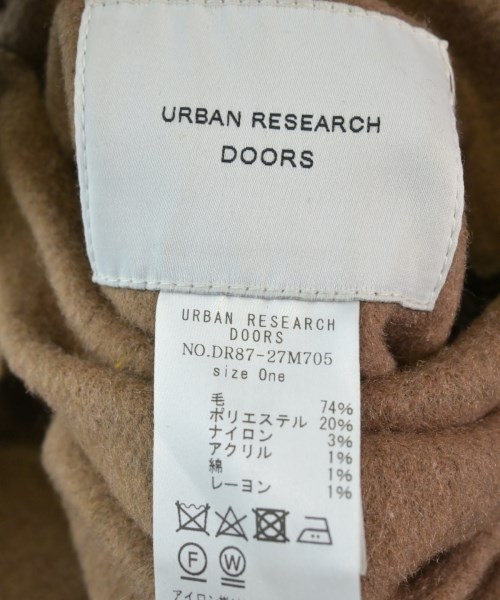 URBAN RESEARCH
DOORS
URBAN RESEARCH
DOORS
NO.DR87-27M705
size One
毛 74%
ポリエステル 20%
ナイロン 3%
アクリル 1%
綿 1%
レーヨン 1%
F W